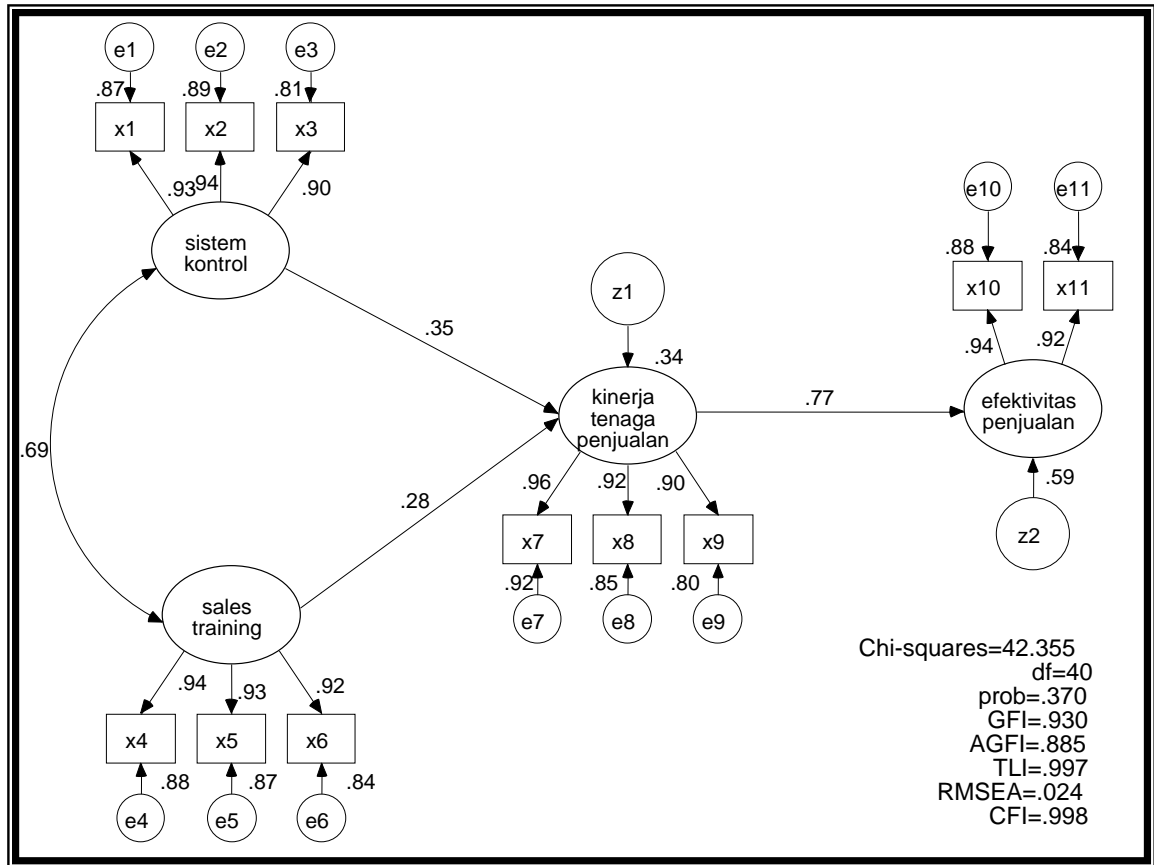 e1 e2 e3
.87 .89 .81
x1 x2 x3
.93 .94 .90
sistem
kontrol
e10 e11
.88 .84
x10 x11
.94 .92
z1
.35
.34
kinerja
tenaga
penjualan
.77
efektivitas
penjualan
.69
.28
.96 .92 .90
.59
z2
x7 x8 x9
.92 .85 .80
e7 e8 e9
sales
training
.94 .93 .92
x4 x5 x6
.88 .87 .84
e4 e5 e6
Chi-squares=42.355
df=40
prob=.370
GFI=.930
AGFI=.885
TLI=.997
RMSEA=.024
CFI=.998